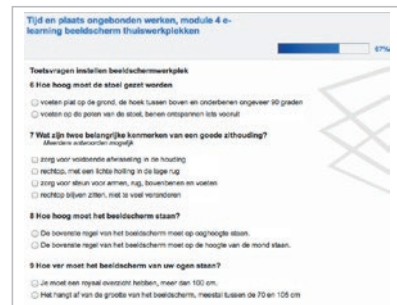 Tijd en plaats ongebonden werken, module 4 e-
learning beeldscherm thuiswerkplekken
67%
Toetsvragen instellen beeldschermwerkplek
6 Hoe hoog moet de stoel gezet worden
voeten plat op de grond, de hoek tussen boven en onderbenen ongeveer 90 graden
voeten op de poten van de stoel, benen ontspannen iets vooruit
7 Wat zijn twee belangrijke kenmerken van een goede zithouding?
Meerdere antwoorden mogelijk
zorg voor voldoende afwisseling in de houding
rechtop, met een lichte holling in de lage rug
zorg voor steun voor armen, rug, bovenbenen en voeten
rechtop blijven zitten, niet te veel veranderen
8 Hoe hoog moet het beeldscherm staan?
De bovenste regel van het beeldscherm moet op ooghoogte staan.
De bovenste regel van het beeldscherm moet op de hoogte van de mond staan.
9 Hoe ver moet het beeldscherm van uw ogen staan?
Je moet een royaal overzicht hebben, meer dan 100 cm.
Het hangt af van de grootte van het beeldscherm, meestal tussen de 70 en 105 cm